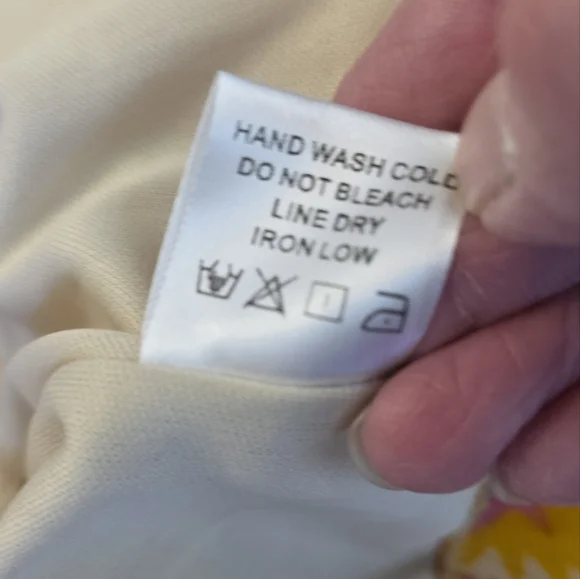 HAND WASH COLD
DO NOT BLEACH
LINE DRY
IRON LOW